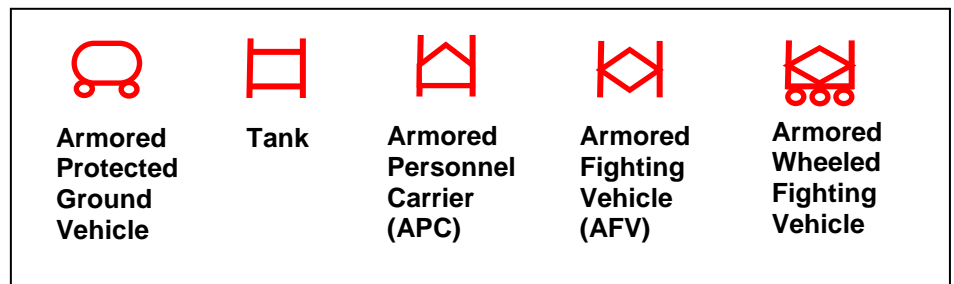 Armored
Protected
Ground
Vehicle
Tank
Armored
Personnel
Carrier
(APC)
Armored
Fighting
Vehicle
(AFV)
Armored
Wheeled
Fighting
Vehicle